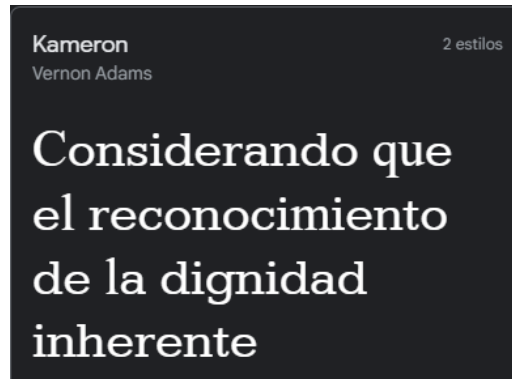 Kameron
2 estilos
Vernon Adams
Considerando que
el reconocimiento
de la dignidad
inherente